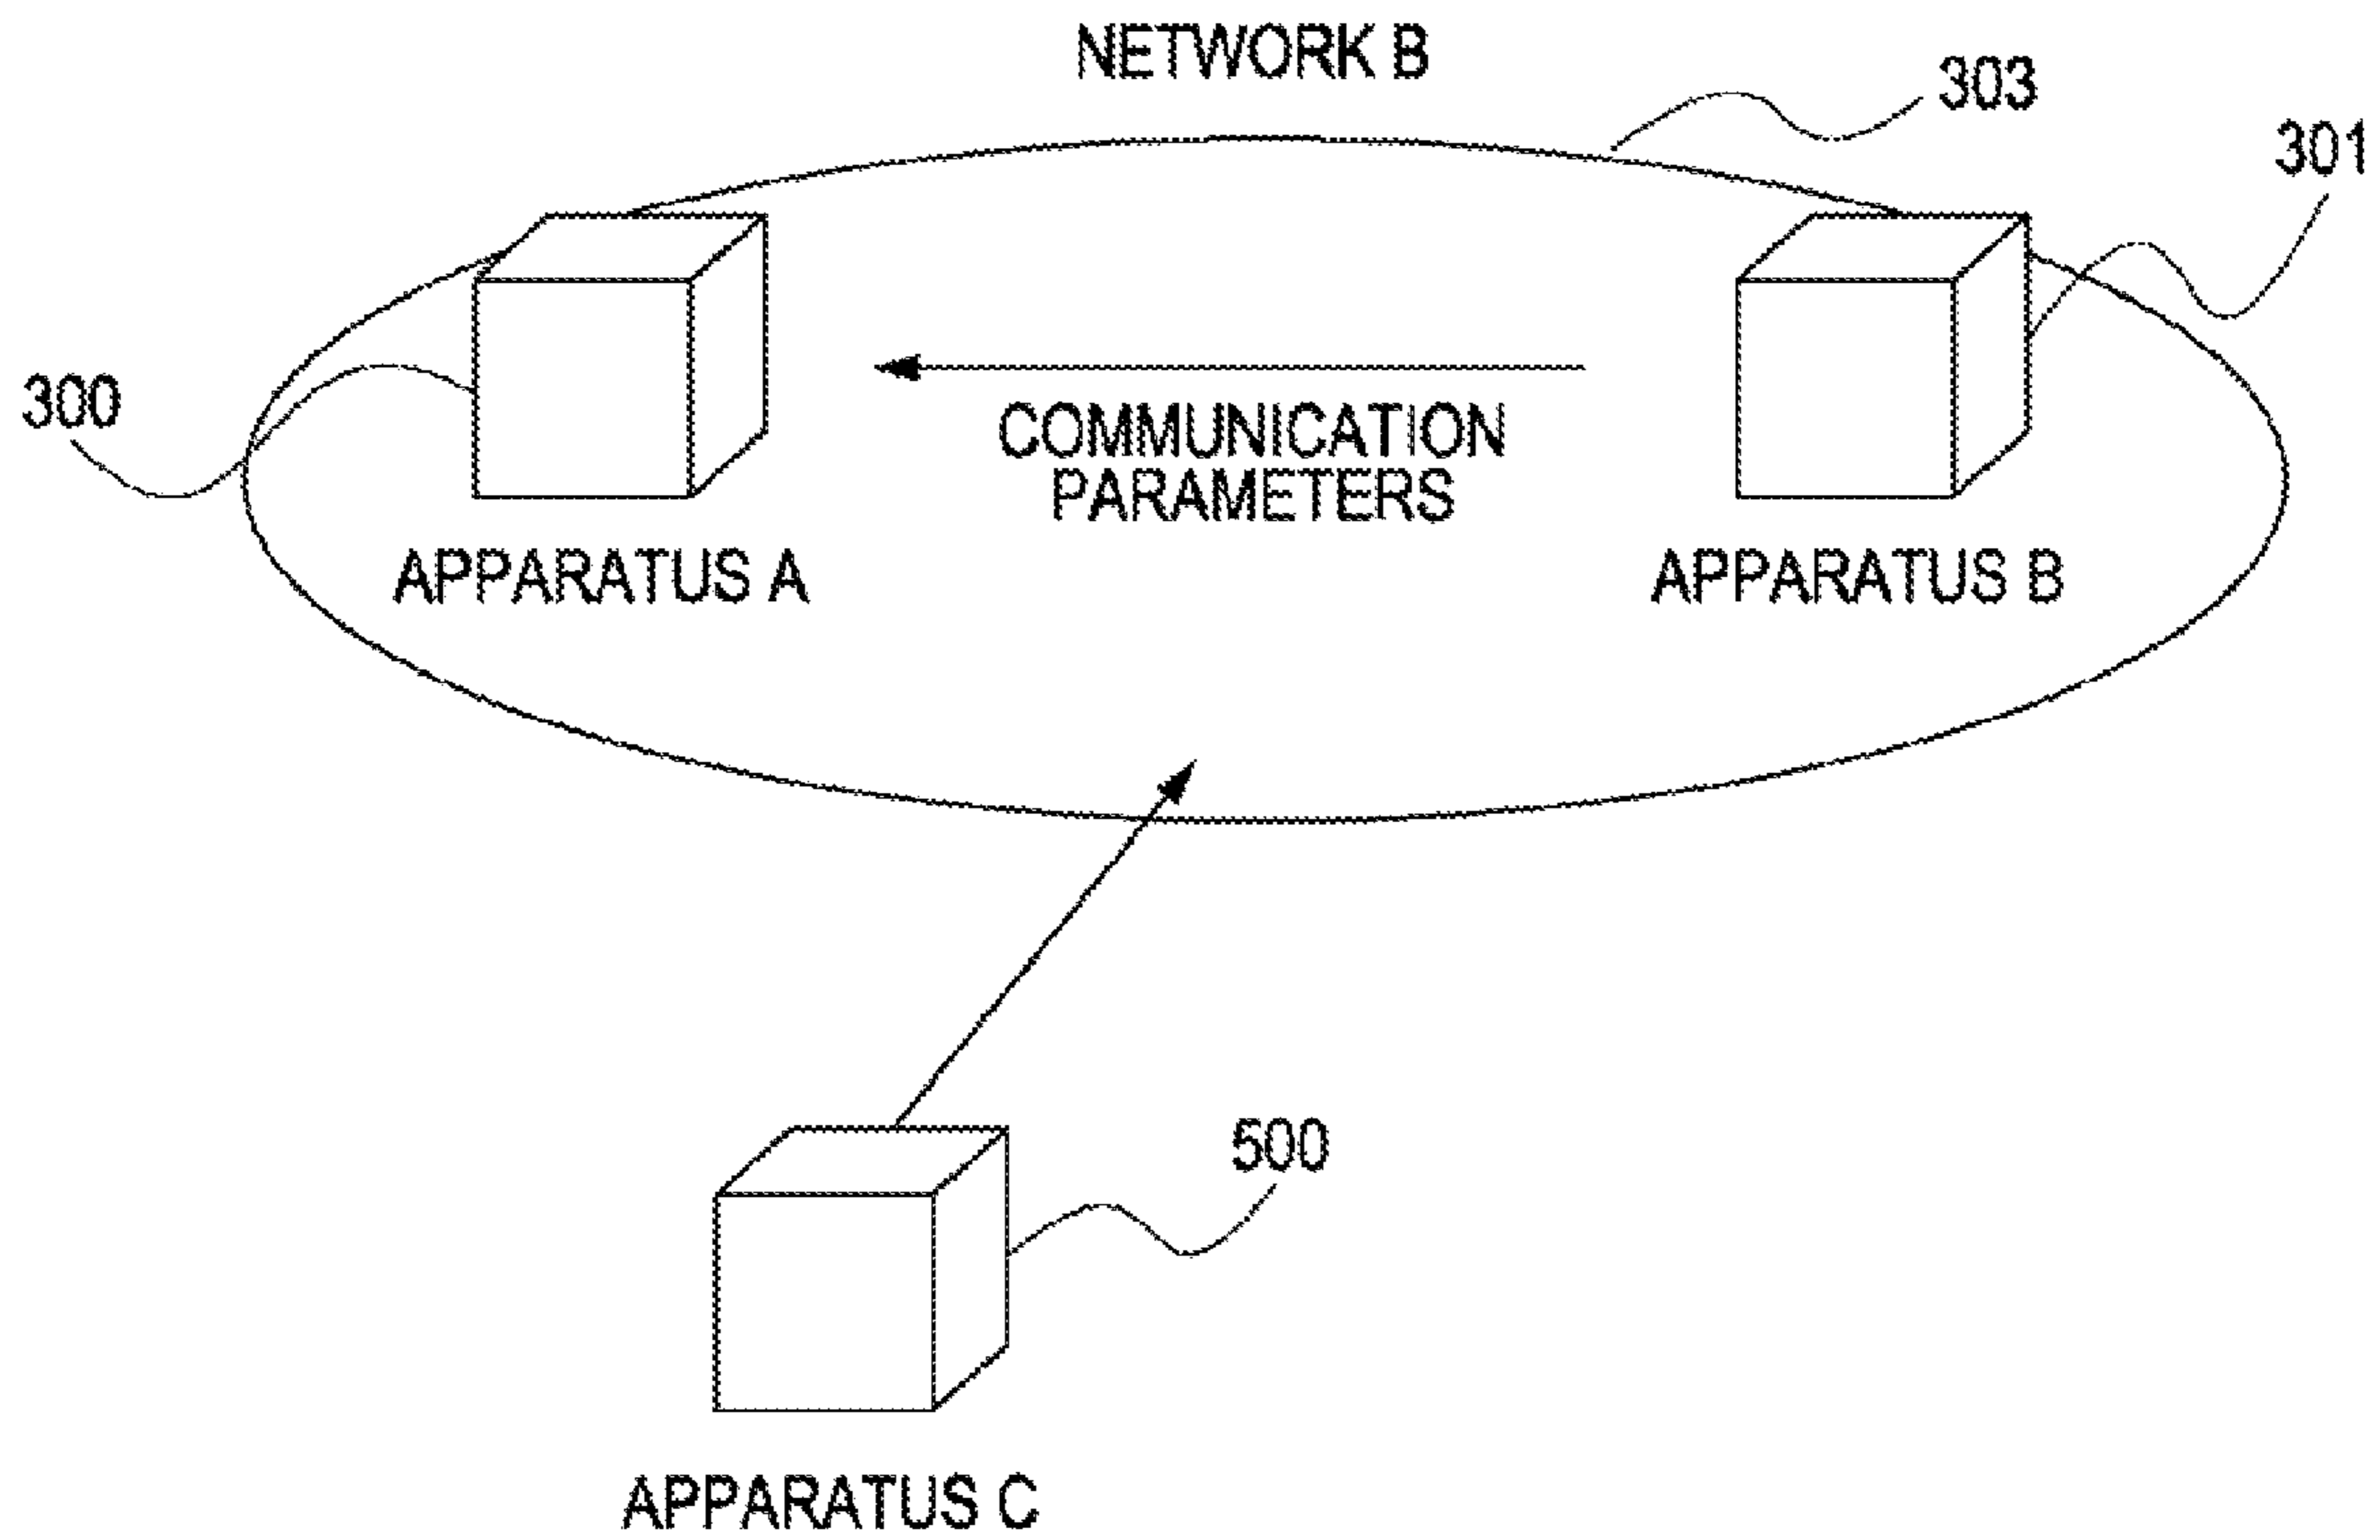 NETWORK B
303
301
300
COMMUNICATION
PARAMETERS
APPARATUS A
APPARATUS B
500
APPARATUS C